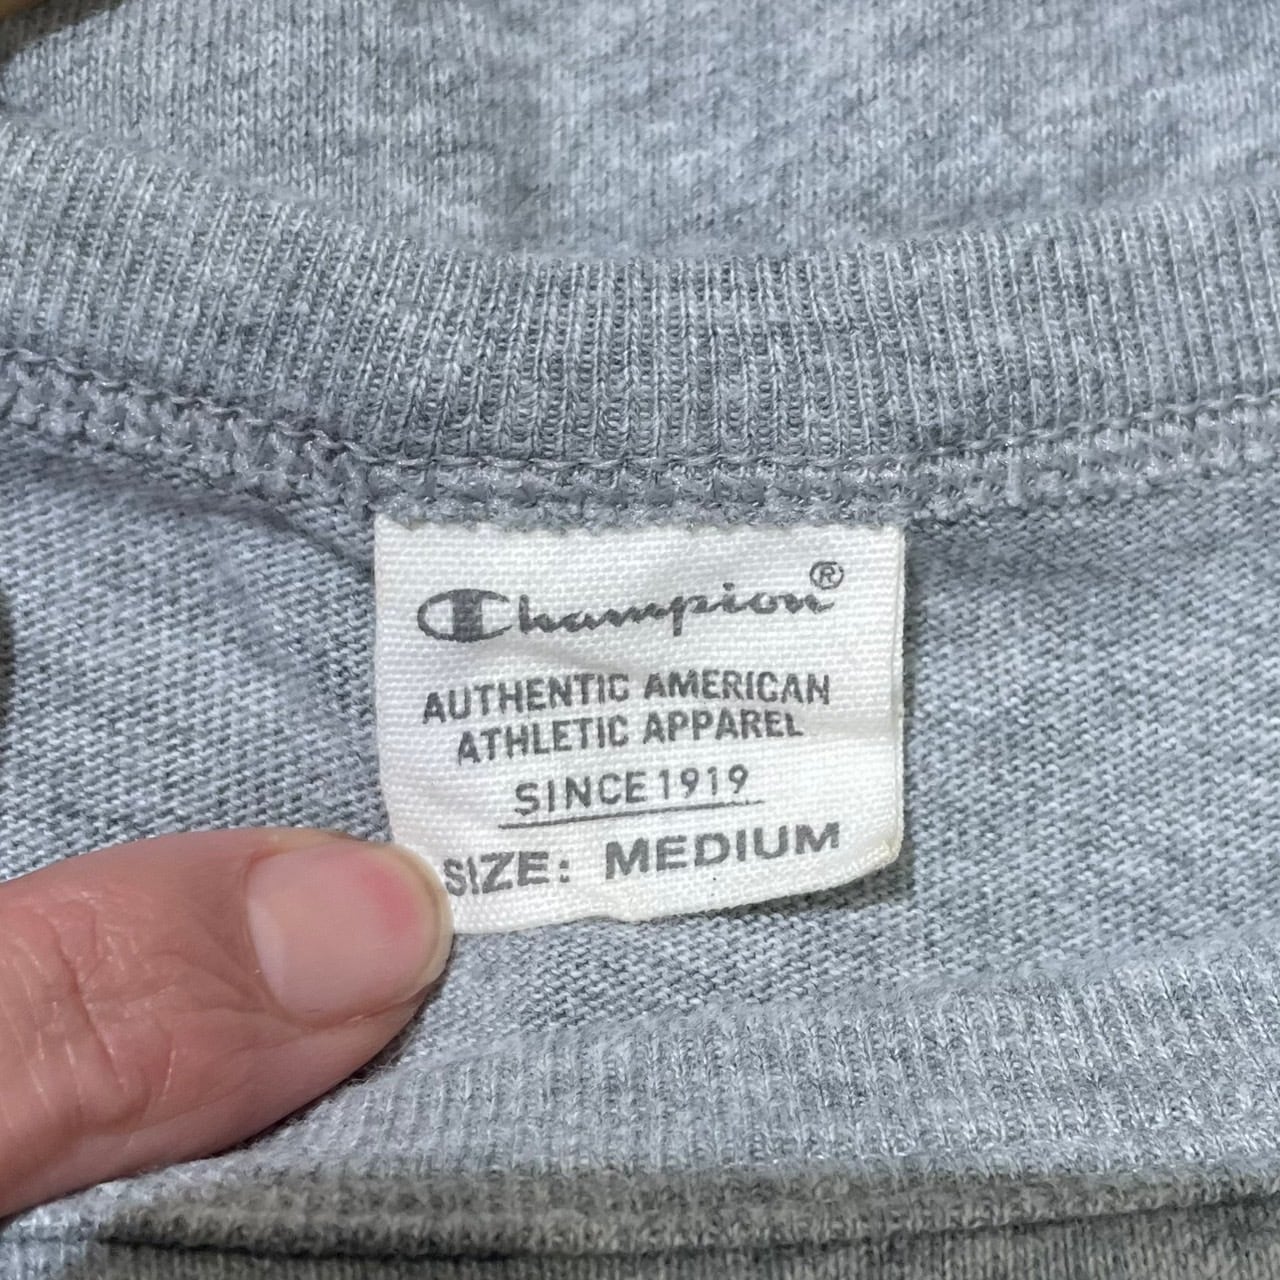 Champion®
AUTHENTIC AMERICAN
ATHLETIC APPAREL
SINCE 1919
SIZE: MEDIUM